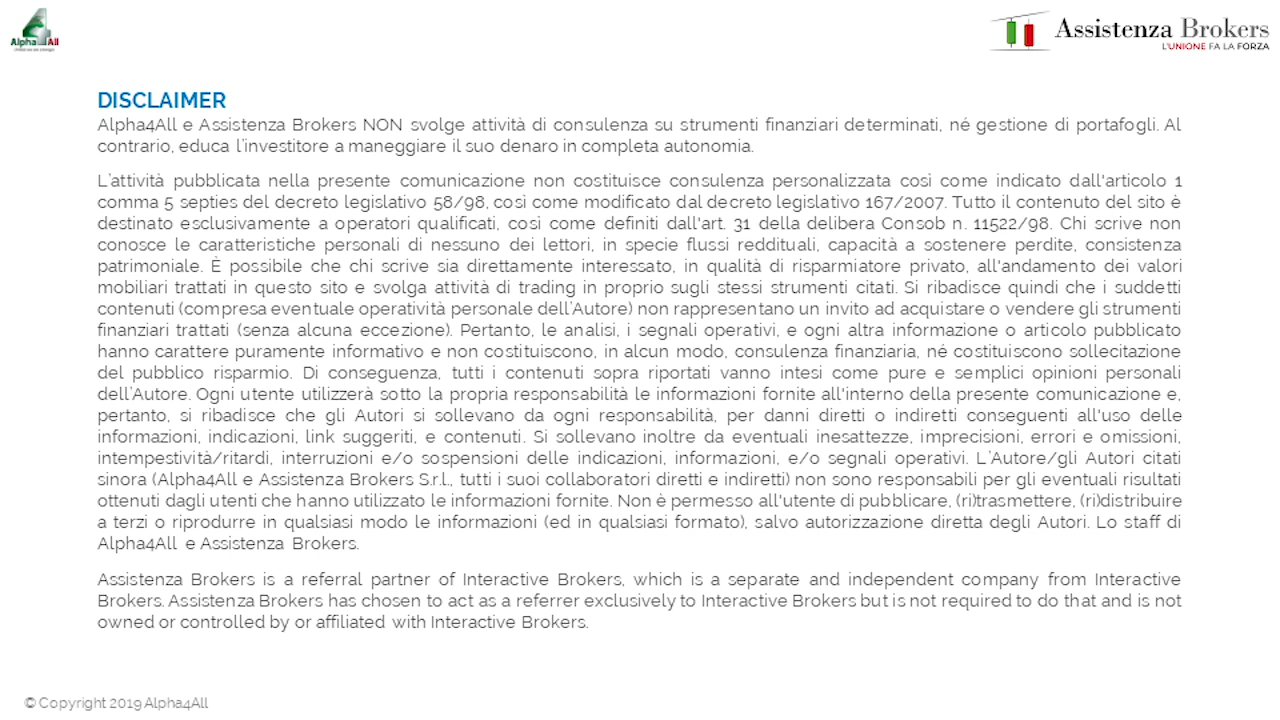 Alpha4All
Assistenza Brokers
L'UNIONE FA LA FORZA
DISCLAIMER
Alpha4All e Assistenza Brokers NON svolge attività di consulenza su strumenti finanziari determinati, né gestione di portafogli. Al
contrario, educa l'investitore a maneggiare il suo denaro in completa autonomia.
L'attività pubblicata nella presente comunicazione non costituisce consulenza personalizzata così come indicato dall'articolo 1
comma 5 septies del decreto legislativo 58/98, così come modificato dal decreto legislativo 167/2007. Tutto il contenuto del sito è
destinato esclusivamente a operatori qualificati, così come definiti dall'art. 31 della delibera Consob n. 11522/98. Chi scrive non
conosce le caratteristiche personali di nessuno dei lettori, in specie flussi reddituali, capacità a sostenere perdite, consistenza
patrimoniale. È possibile che chi scrive sia direttamente interessato, in qualità di risparmiatore privato, all'andamento dei valori
mobiliari trattati in questo sito e svolga attività di trading in proprio sugli stessi strumenti citati. Si ribadisce quindi che i suddetti
contenuti (compresa eventuale operatività personale dell'Autore) non rappresentano un invito ad acquistare o vendere gli strumenti
finanziari trattati (senza alcuna eccezione). Pertanto, le analisi, i segnali operativi, e ogni altra informazione o articolo pubblicato
hanno carattere puramente informativo e non costituiscono, in alcun modo, consulenza finanziaria, né costituiscono sollecitazione
del pubblico risparmio. Di conseguenza, tutti i contenuti sopra riportati vanno intesi come pure e semplici opinioni personali
dell'Autore. Ogni utente utilizzerà sotto la propria responsabilità le informazioni fornite all'interno della presente comunicazione e,
pertanto, si ribadisce che gli Autori si sollevano da ogni responsabilità, per danni diretti o indiretti conseguenti all'uso delle
informazioni, indicazioni, link suggeriti, e contenuti. Si sollevano inoltre da eventuali inesattezze, imprecisioni, errori e omissioni,
intempestività/ritardi, interruzioni e/o sospensioni delle indicazioni, informazioni, e/o segnali operativi. L'Autore/gli Autori citati
sinora (Alpha4All e Assistenza Brokers S.r.l., tutti i suoi collaboratori diretti e indiretti) non sono responsabili per gli eventuali risultati
ottenuti dagli utenti che hanno utilizzato le informazioni fornite. Non è permesso all'utente di pubblicare, (ri)trasmettere, (ri)distribuire
a terzi o riprodurre in qualsiasi modo le informazioni (ed in qualsiasi formato), salvo autorizzazione diretta degli Autori. Lo staff di
Alpha4All e Assistenza Brokers.
Assistenza Brokers is a referral partner of Interactive Brokers, which is a separate and independent company from Interactive
Brokers. Assistenza Brokers has chosen to act as a referrer exclusively to Interactive Brokers but is not required to do that and is not
owned or controlled by or affiliated with Interactive Brokers.
© Copyright 2019 Alpha4All